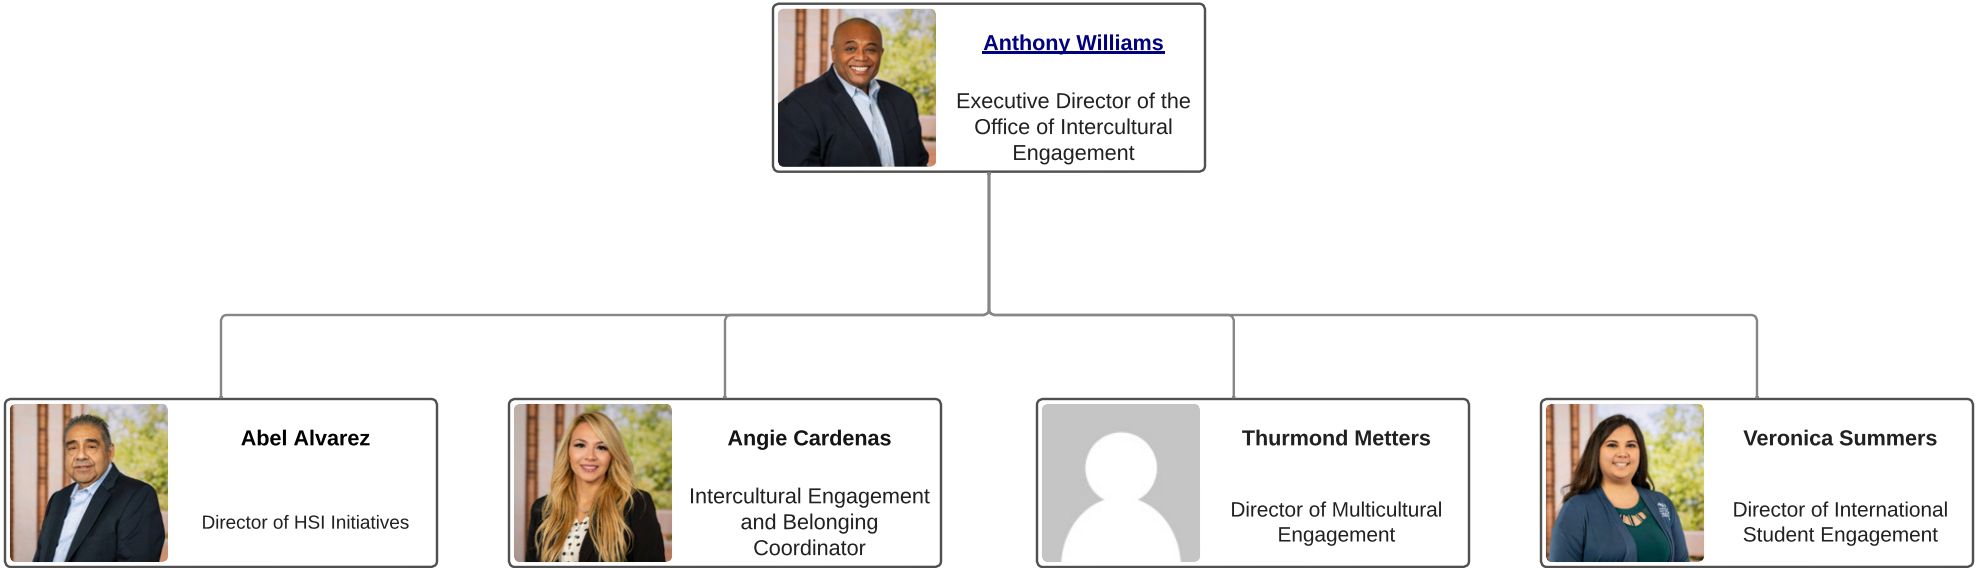 Anthony Williams
Executive Director of the
Office of Intercultural
Engagement
Abel Alvarez
Director of HSI Initiatives
Angie Cardenas
Intercultural Engagement
and Belonging
Coordinator
Thurmond Metters
Director of Multicultural
Engagement
Veronica Summers
Director of International
Student Engagement